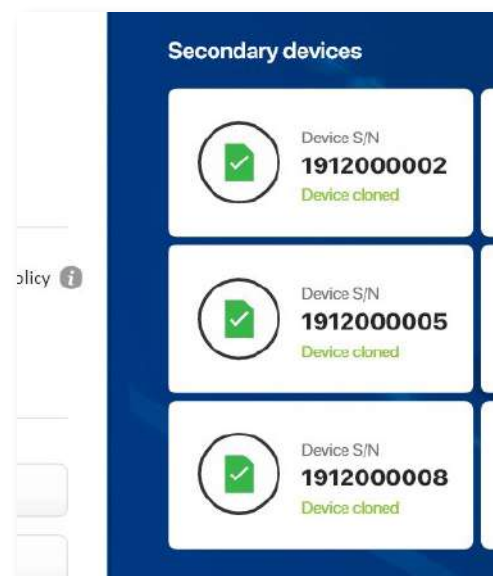 Secondary devices
Device S/N
1912000002
Device cloned
olicy
Device S/N
1912000005
Device cloned
Device S/N
1912000008
Device cloned